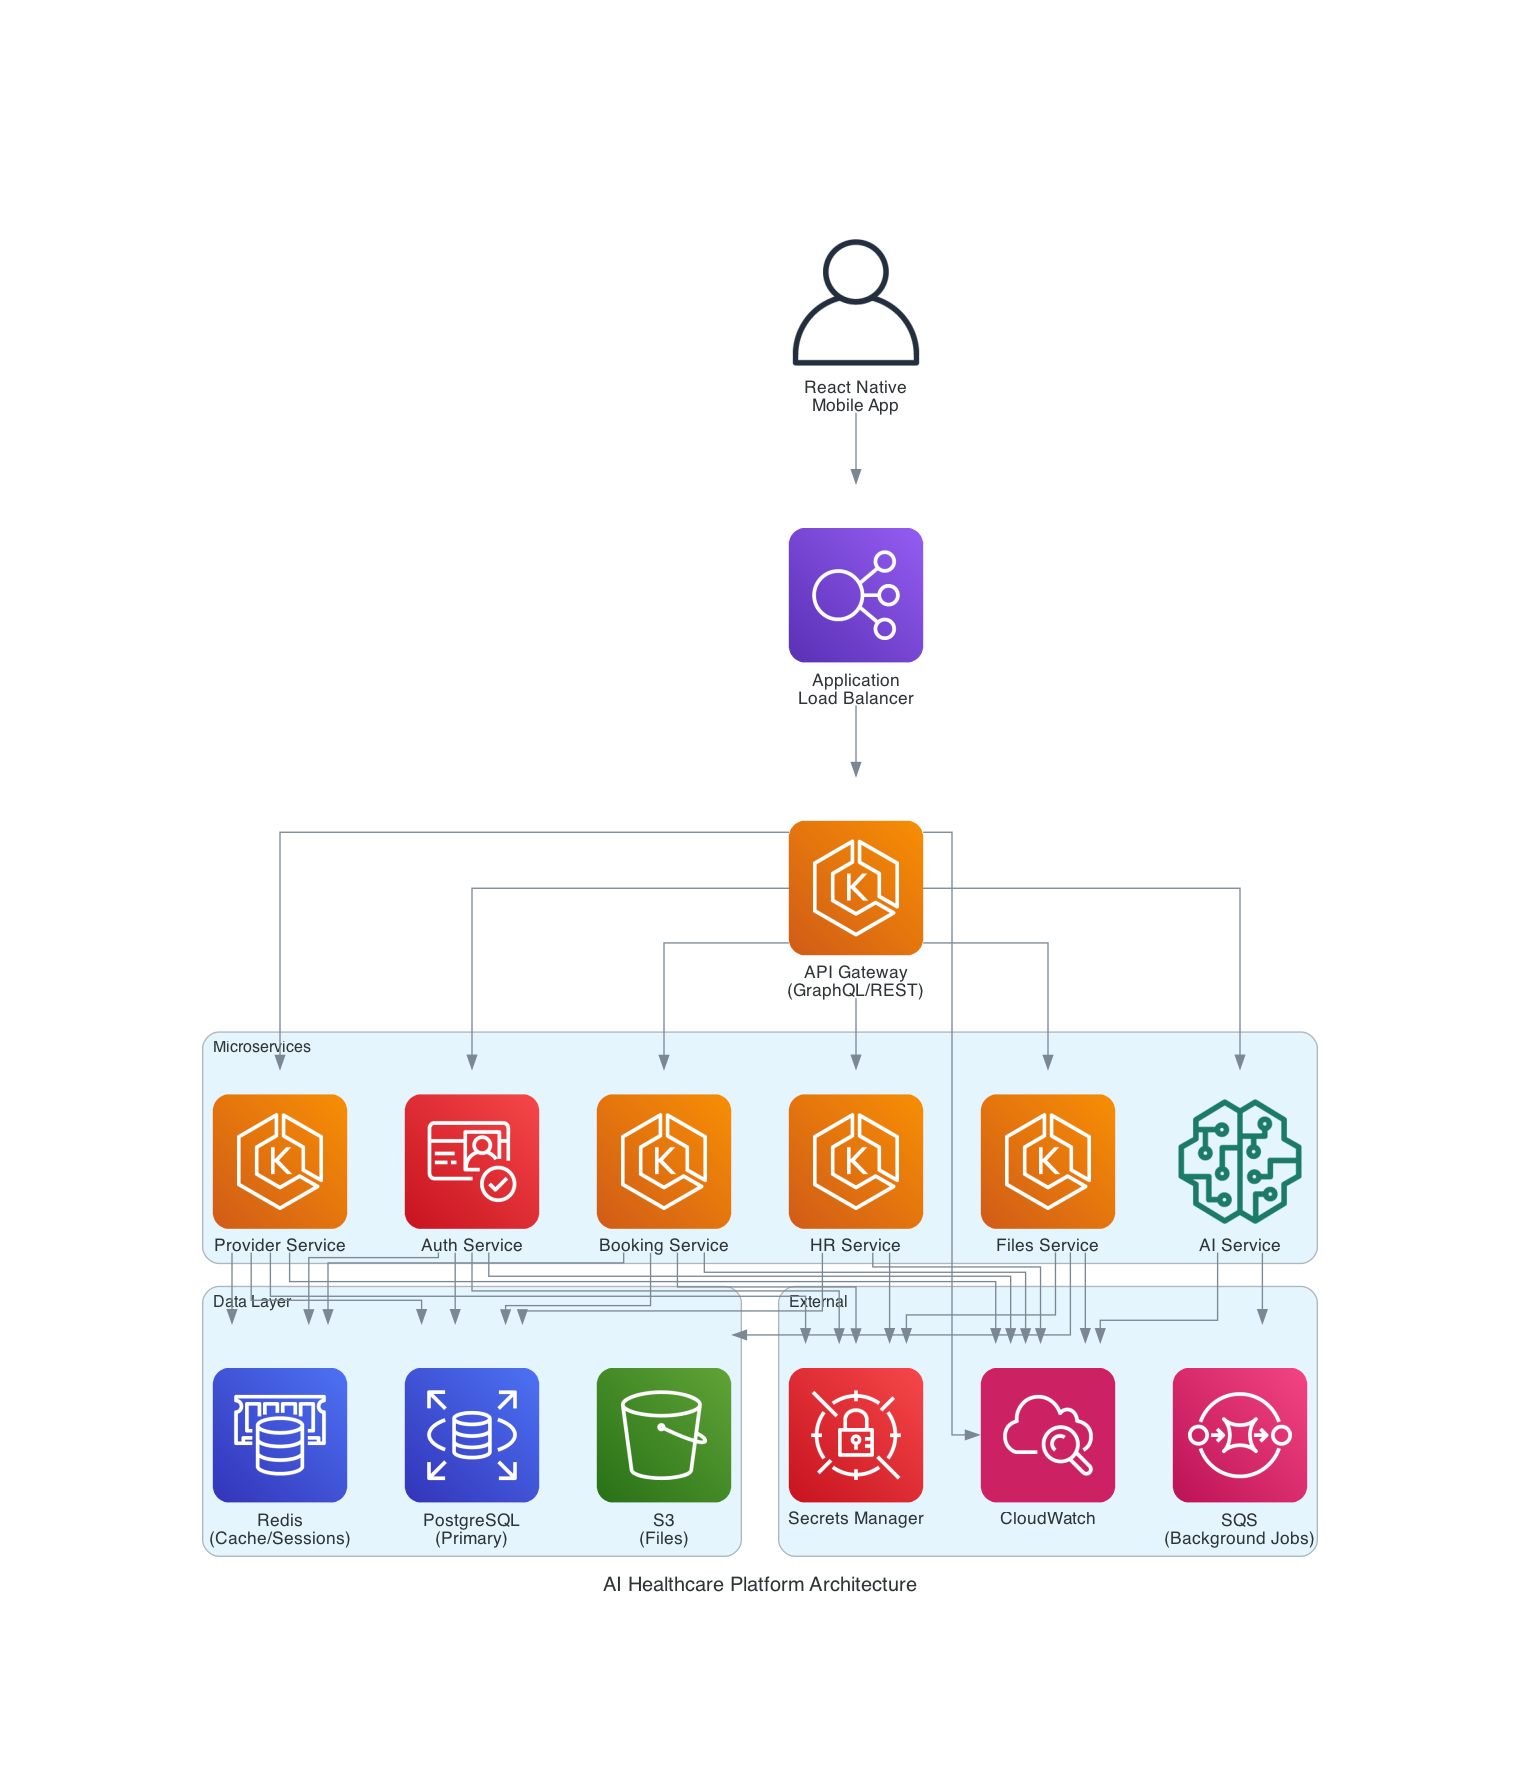 React Native
Mobile App
Application
Load Balancer
API Gateway
(GraphQL/REST)
Microservices
Provider Service
Auth Service
Booking Service
HR Service
Files Service
AI Service
Data Layer
External
Redis
(Cache/Sessions)
PostgreSQL
(Primary)
S3
(Files)
Secrets Manager
CloudWatch
SQS
(Background Jobs)
AI Healthcare Platform Architecture